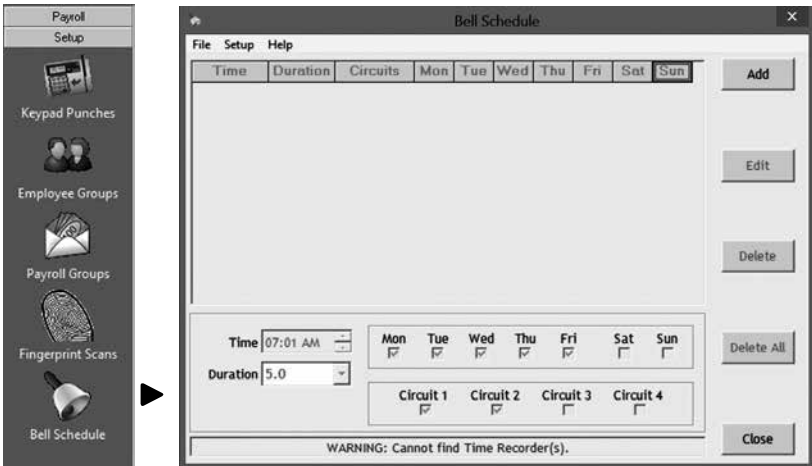 Payroll
Setup
Keypad Punches
Employee Groups
Payroll Groups
Fingerprint Scans
Bell Schedule
Bell Schedule
File Setup Help
Time Duration Circuits Mon Tue Wed Thu Fri Sat Sun
Add
Edit
Delete
Delete All
Close
Time 07:01 AM
Duration 5.0
Mon Tue Wed Thu Fri Sat Sun
Circuit 1 Circuit 2 Circuit 3 Circuit 4
WARNING: Cannot find Time Recorder(s).